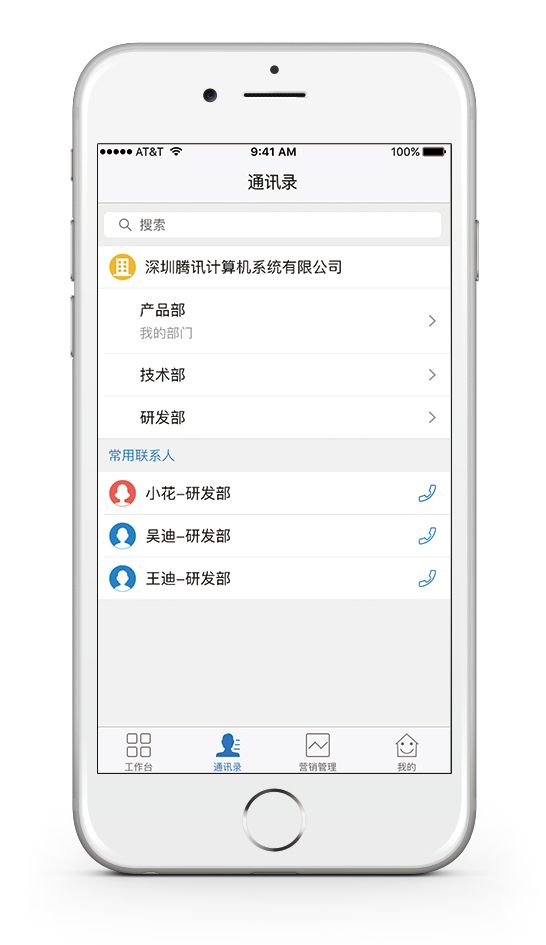 AT&T 9:41 AM 100%
通讯录
搜索
深圳腾讯计算机系统有限公司
产品部
我的部门
技术部
研发部
常用联系人
小花–研发部
吴迪–研发部
王迪–研发部
工作台 通讯录 营销管理 我的